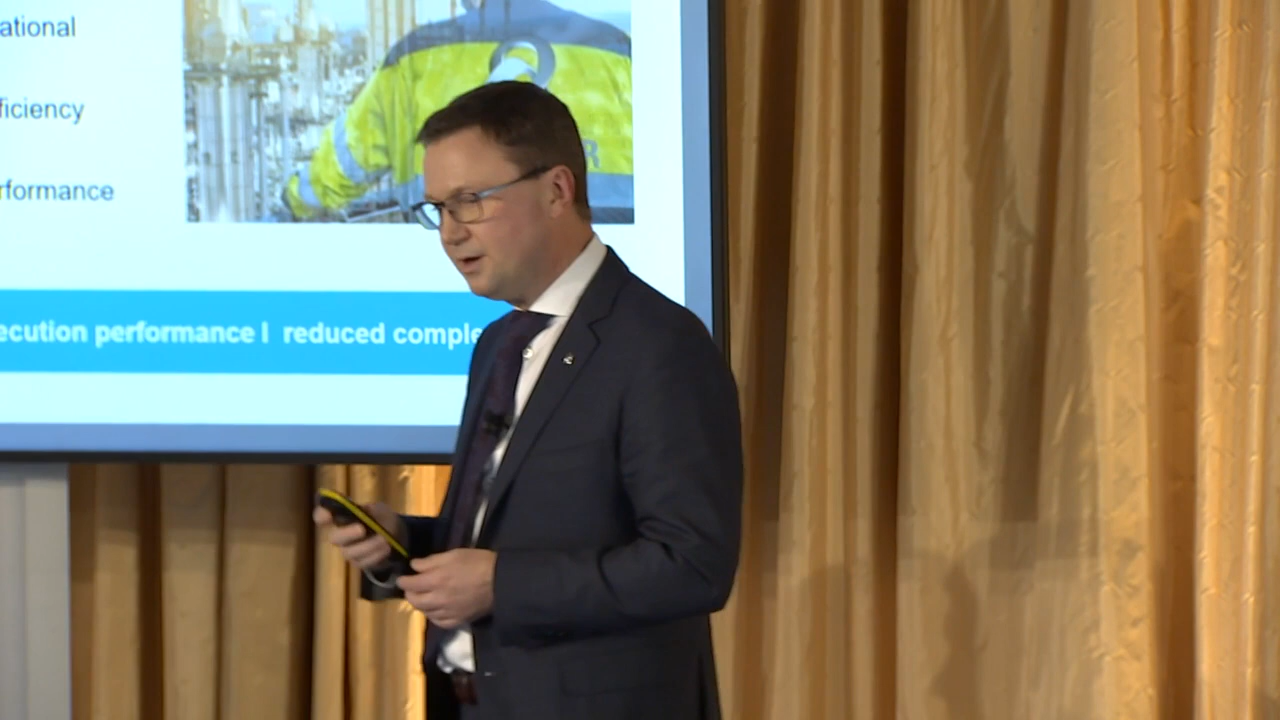 ational
ficiency
rformance
R
ecution performance I reduced comple